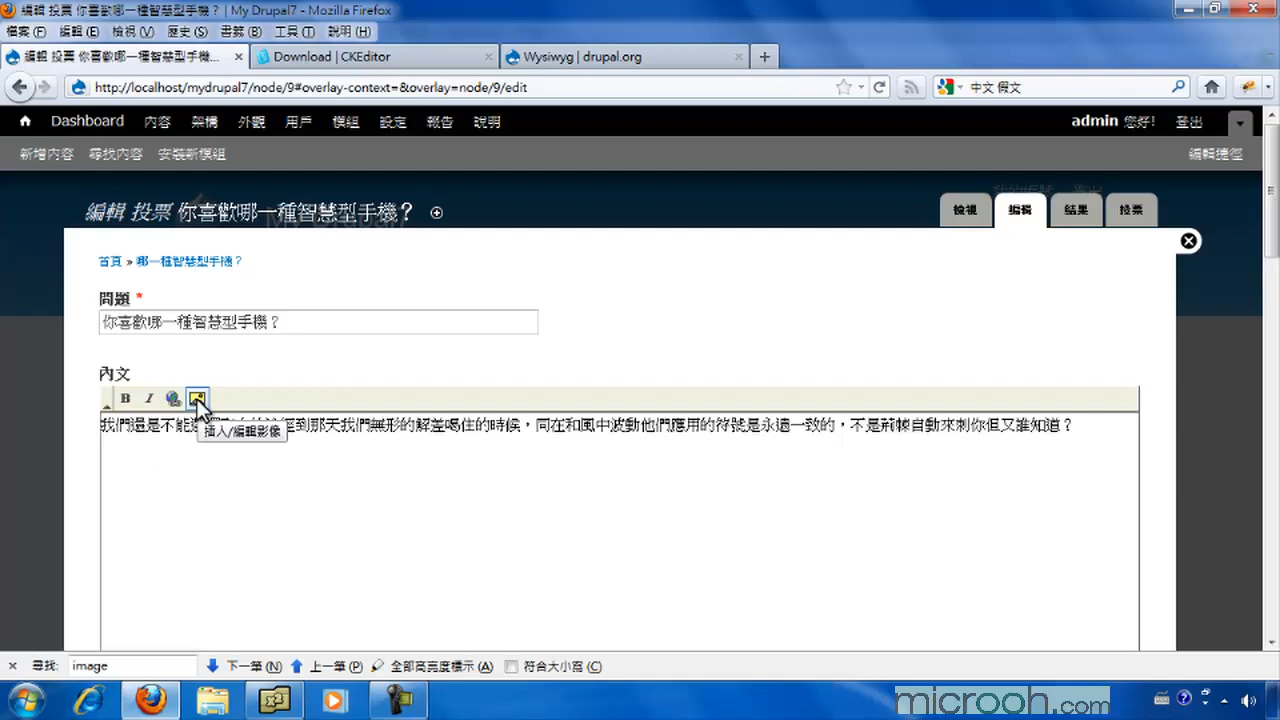 編輯 投票 你喜歡哪一種智慧型手機？ | My Drupal7 - Mozilla Firefox
檔案(F) 編輯(E) 檢視(V) 歷史(S) 書籤(B) 工具(T) 說明(H)
編輯 投票 你喜歡哪一種智慧型手機... Download | CKEditor Wysiwyg | drupal.org
http://localhost/mydrupal7/node/9#overlay-context=&overlay=node/9/edit 中文 假文
Dashboard 內容 架構 外觀 用戶 模組 設定 報告 說明 admin 您好! 登出
新增內容 尋找內容 安裝新模組 編輯捷徑
編輯 投票 你喜歡哪一種智慧型手機？ 檢視 編輯 結果 投票
首頁 » 哪一種智慧型手機？
問題 *
你喜歡哪一種智慧型手機？
內文
B I
我們還是不能 到那天我們無形的解差喝住的時候，同在和風中波動他們應用的符號是永遠一致的，不是荊棘自動來刺你但又誰知道？
插入/編輯影像
尋找: image 下一筆(N) 上一筆(P) 全部高亮度標示(A) 符合大小寫(C)
microoh.com